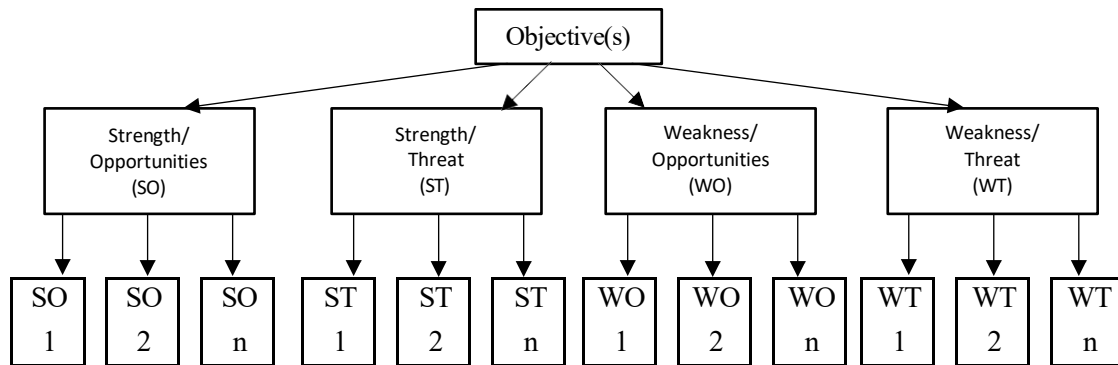 Objective(s)
Strength/
Opportunities
(SO)
Strength/
Threat
(ST)
Weakness/
Opportunities
(WO)
Weakness/
Threat
(WT)
SO
1
SO
2
SO
n
ST
1
ST
2
ST
n
WO
1
WO
2
WO
n
WT
1
WT
2
WT
n